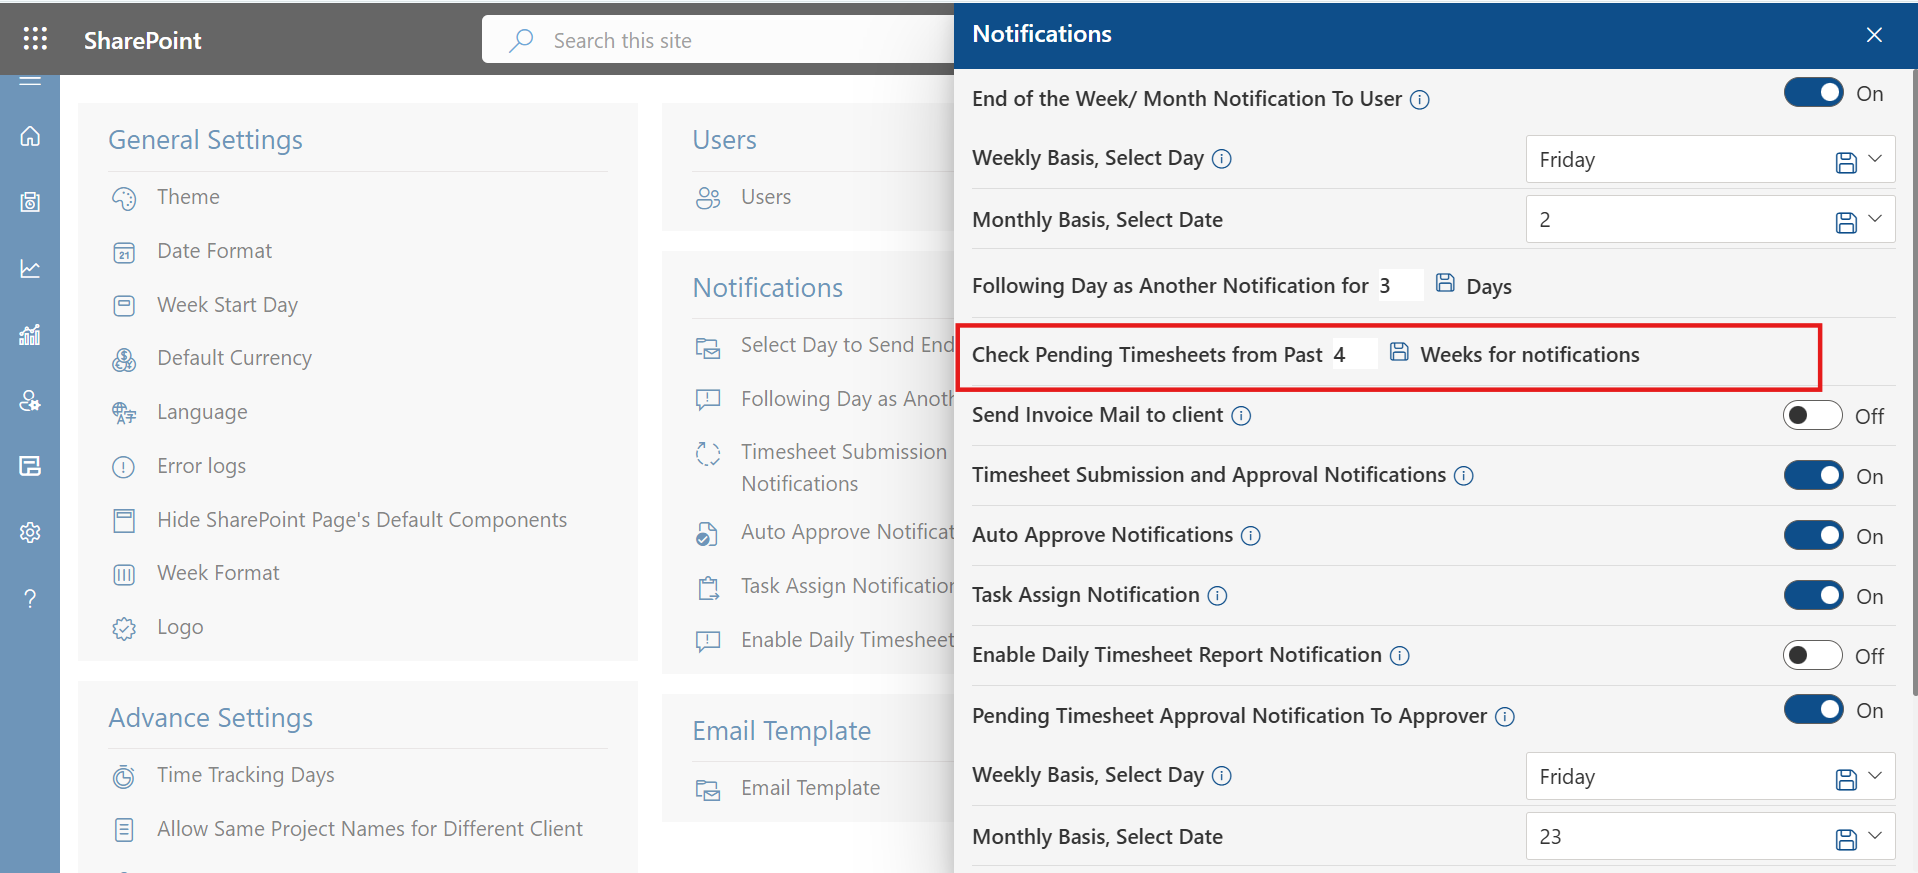 SharePoint
Search this site
General Settings
Theme
21
Date Format
Week Start Day
Default Currency
Language
Error logs
Hide SharePoint Page's Default Components
Week Format
Logo
Advance Settings
Time Tracking Days
Allow Same Project Names for Different Client
Users
Users
Notifications
Select Day to Send End
Following Day as Anoth
Timesheet Submission
Notifications
Auto Approve Notificat
Task Assign Notification
Enable Daily Timesheet
Email Template
Email Template
Notifications
End of the Week/ Month Notification To User On
Weekly Basis, Select Day Friday
Monthly Basis, Select Date 2
Following Day as Another Notification for 3 Days
Check Pending Timesheets from Past 4 Weeks for notifications
Send Invoice Mail to client Off
Timesheet Submission and Approval Notifications On
Auto Approve Notifications On
Task Assign Notification On
Enable Daily Timesheet Report Notification Off
Pending Timesheet Approval Notification To Approver On
Weekly Basis, Select Day Friday
Monthly Basis, Select Date 23